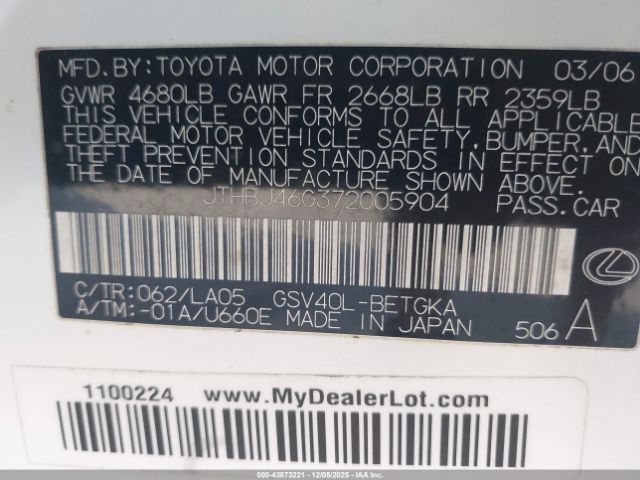 MFD.BY:TOYOTA MOTOR CORPORATION 03/06
GVWR 4680LB GAWR FR 2668LB RR 2359LB
THIS VEHICLE CONFORMS TO ALL APPLICABLE
FEDERAL MOTOR VEHICLE SAFETY,BUMPER,AND
THEFT PREVENTION STANDARDS IN EFFECT ON
THE DATE OF MANUFACTURE SHOWN ABOVE.
JTHBJ46G372005904 PASS.CAR
C/TR:062/LA05 GSV40L-BETGKA
A/TM:-01A/U660E MADE IN JAPAN 506 A
1100224 www.MyDealerLot.com
000-43873221 - 12/05/2025 - IAA